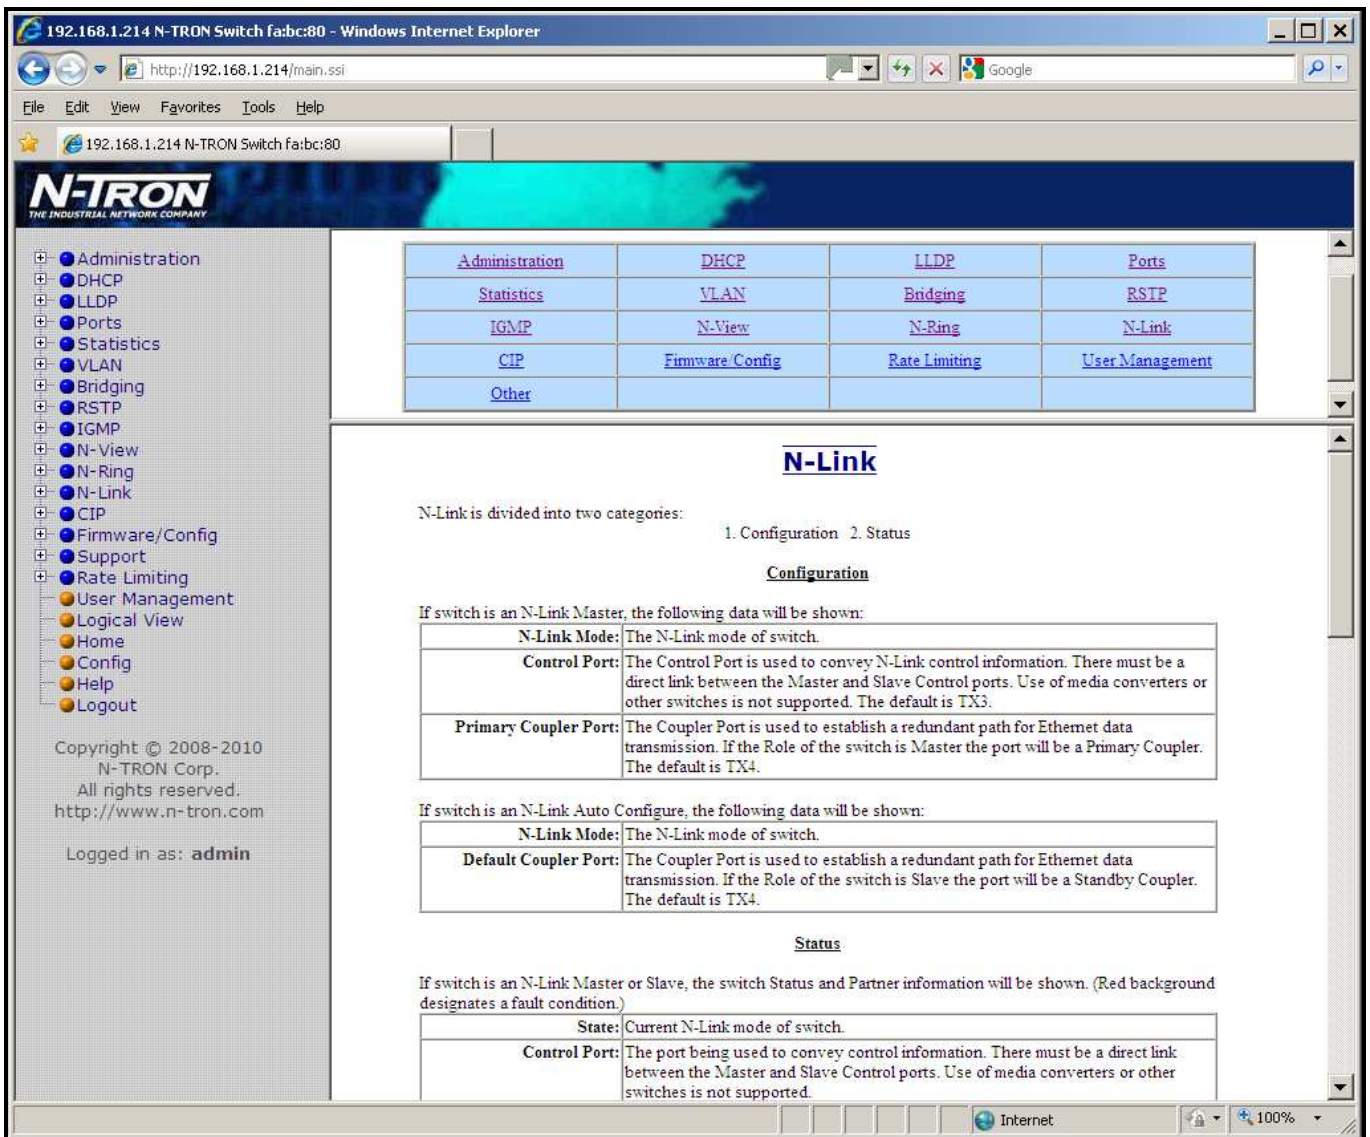 192.168.1.214 N-TRON Switch fa:bc:80 - Windows Internet Explorer
http://192.168.1.214/main.ssi
Google
File Edit View Favorites Tools Help
192.168.1.214 N-TRON Switch fa:bc:80
N-TRON
THE INDUSTRIAL NETWORK COMPANY
Administration
DHCP
LLDP
Ports
Statistics
VLAN
Bridging
RSTP
IGMP
N-View
N-Ring
N-Link
CIP
Firmware/Config
Support
Rate Limiting
User Management
Logical View
Home
Config
Help
Logout
Copyright © 2008-2010
N-TRON Corp.
All rights reserved.
http://www.n-tron.com
Logged in as: admin
Administration DHCP LLDP Ports
Statistics VLAN Bridging RSTP
IGMP N-View N-Ring N-Link
CIP Firmware/Config Rate Limiting User Management
Other
N-Link
N-Link is divided into two categories:
1. Configuration 2. Status
Configuration
If switch is an N-Link Master, the following data will be shown:
N-Link Mode: The N-Link mode of switch.
Control Port: The Control Port is used to convey N-Link control information. There must be a
direct link between the Master and Slave Control ports. Use of media converters or
other switches is not supported. The default is TX3.
Primary Coupler Port: The Coupler Port is used to establish a redundant path for Ethernet data
transmission. If the Role of the switch is Master the port will be a Primary Coupler.
The default is TX4.
If switch is an N-Link Auto Configure, the following data will be shown:
N-Link Mode: The N-Link mode of switch.
Default Coupler Port: The Coupler Port is used to establish a redundant path for Ethernet data
transmission. If the Role of the switch is Slave the port will be a Standby Coupler.
The default is TX4.
Status
If switch is an N-Link Master or Slave, the switch Status and Partner information will be shown. (Red background
designates a fault condition.)
State: Current N-Link mode of switch.
Control Port: The port being used to convey control information. There must be a direct link
between the Master and Slave Control ports. Use of media converters or other
switches is not supported.
Internet
100%